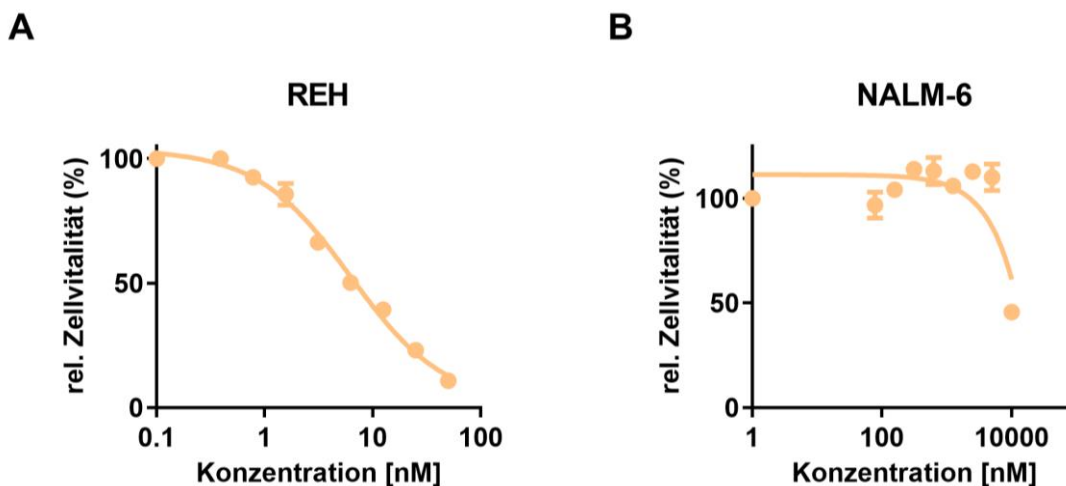 A
REH
rel. Zellvitalität (%)
100
50
0
0.1 1 10 100
Konzentration [nM]
B
NALM-6
rel. Zellvitalität (%)
100
50
0
1 100 10000
Konzentration [nM]